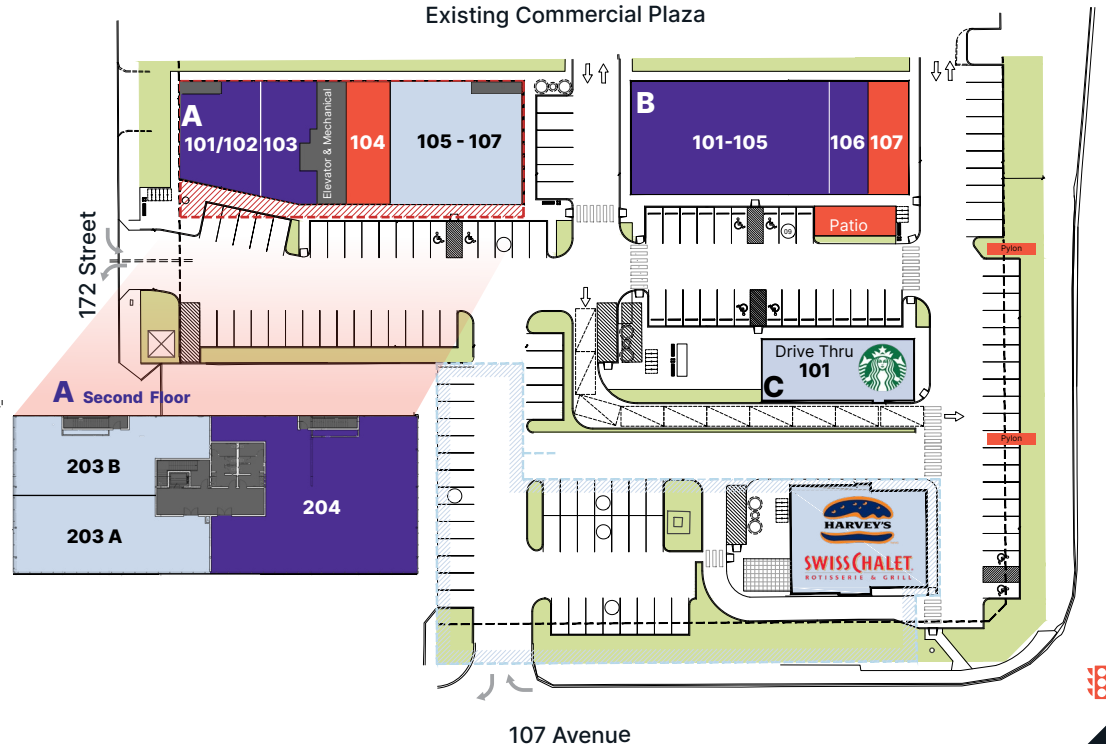 Existing Commercial Plaza
A
101/102
103
Elevator & Mechanical
104
105 - 107
B
101-105
106
107
Patio
09
172 Street
Pylon
Drive Thru
101
C
A Second Floor
Pylon
203 B
204
203 A
HARVEY'S
SWISS CHALET
ROTISSERIE & GRILL
107 Avenue